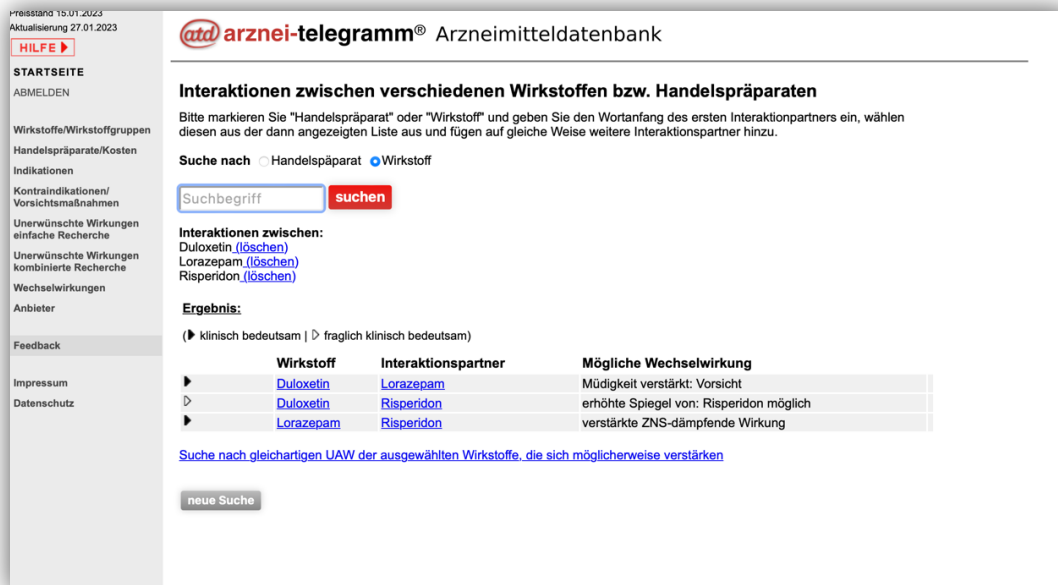 Preisstand 15.01.2023
Aktualisierung 27.01.2023
HILFE
STARTSEITE
ABMELDEN
Wirkstoffe/Wirkstoffgruppen
Handelspräparate/Kosten
Indikationen
Kontraindikationen/
Vorsichtsmaßnahmen
Unerwünschte Wirkungen
einfache Recherche
Unerwünschte Wirkungen
kombinierte Recherche
Wechselwirkungen
Anbieter
Feedback
Impressum
Datenschutz
atd arznei-telegramm® Arzneimitteldatenbank
Interaktionen zwischen verschiedenen Wirkstoffen bzw. Handelspräparaten
Bitte markieren Sie "Handelspräparat" oder "Wirkstoff" und geben Sie den Wortanfang des ersten Interaktionpartners ein, wählen
diesen aus der dann angezeigten Liste aus und fügen auf gleiche Weise weitere Interaktionspartner hinzu.
Suche nach Handelspäparat Wirkstoff
Suchbegriff suchen
Interaktionen zwischen:
Duloxetin (löschen)
Lorazepam (löschen)
Risperidon (löschen)
Ergebnis:
( klinisch bedeutsam | fraglich klinisch bedeutsam)
Wirkstoff Interaktionspartner Mögliche Wechselwirkung
Duloxetin Lorazepam Müdigkeit verstärkt: Vorsicht
Duloxetin Risperidon erhöhte Spiegel von: Risperidon möglich
Lorazepam Risperidon verstärkte ZNS-dämpfende Wirkung
Suche nach gleichartigen UAW der ausgewählten Wirkstoffe, die sich möglicherweise verstärken
neue Suche